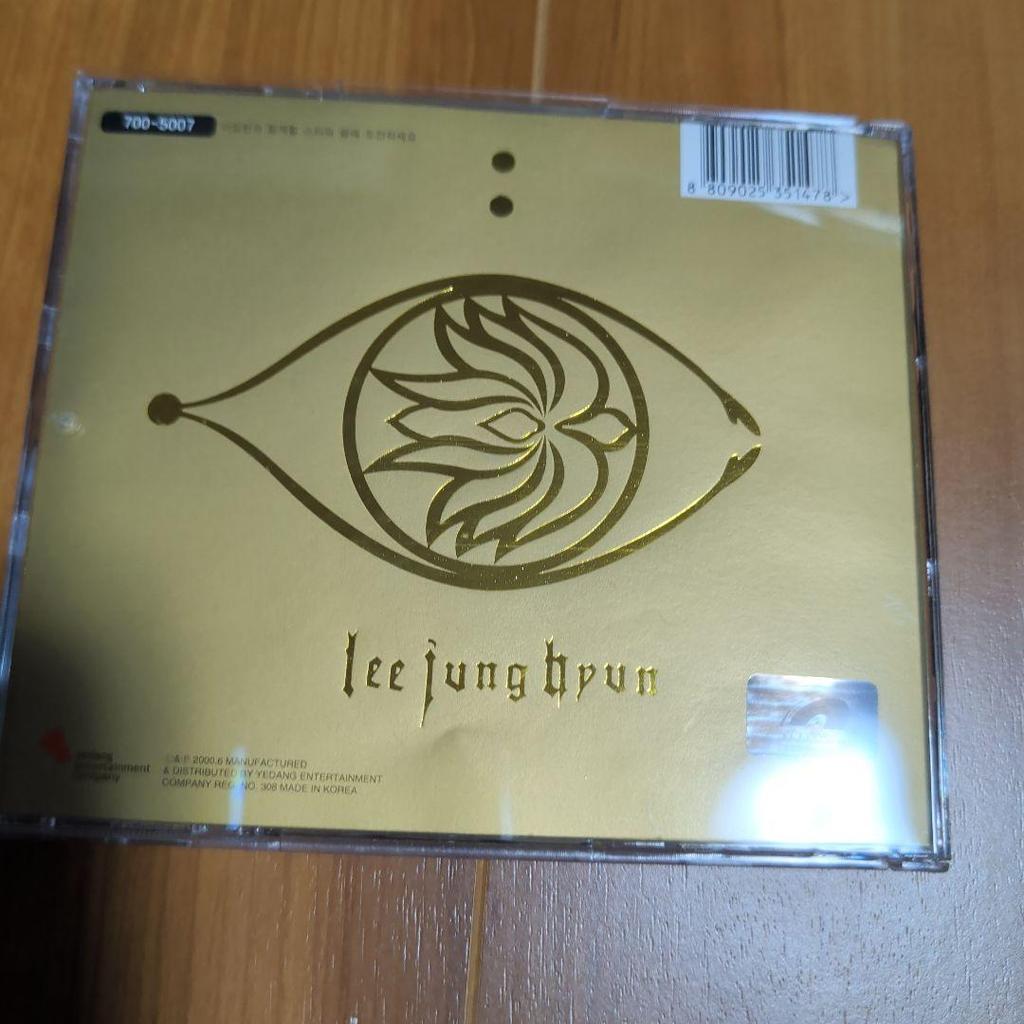 700-5007
8 809025 351478 >
lee jung hyun
yedang
entertainment
company
©&℗ 2000.6 MANUFACTURED
& DISTRIBUTED BY YEDANG ENTERTAINMENT
COMPANY REG. NO. 308 MADE IN KOREA